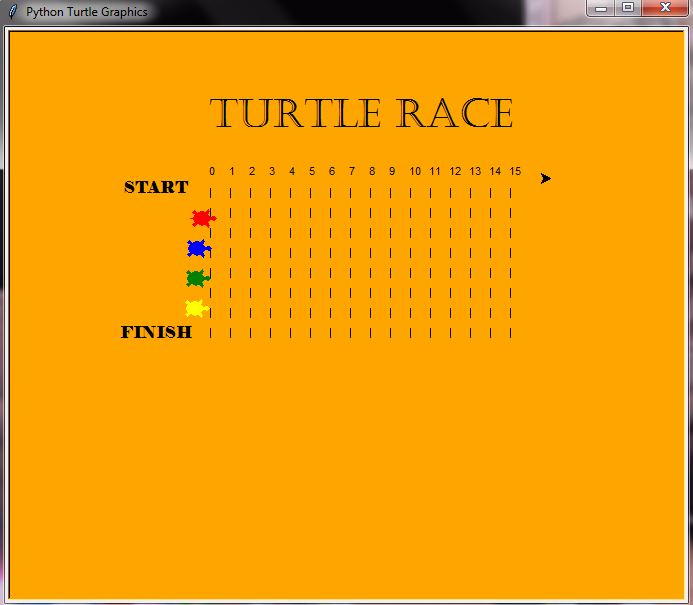 Python Turtle Graphics
TURTLE RACE
0 1 2 3 4 5 6 7 8 9 10 11 12 13 14 15
START
FINISH